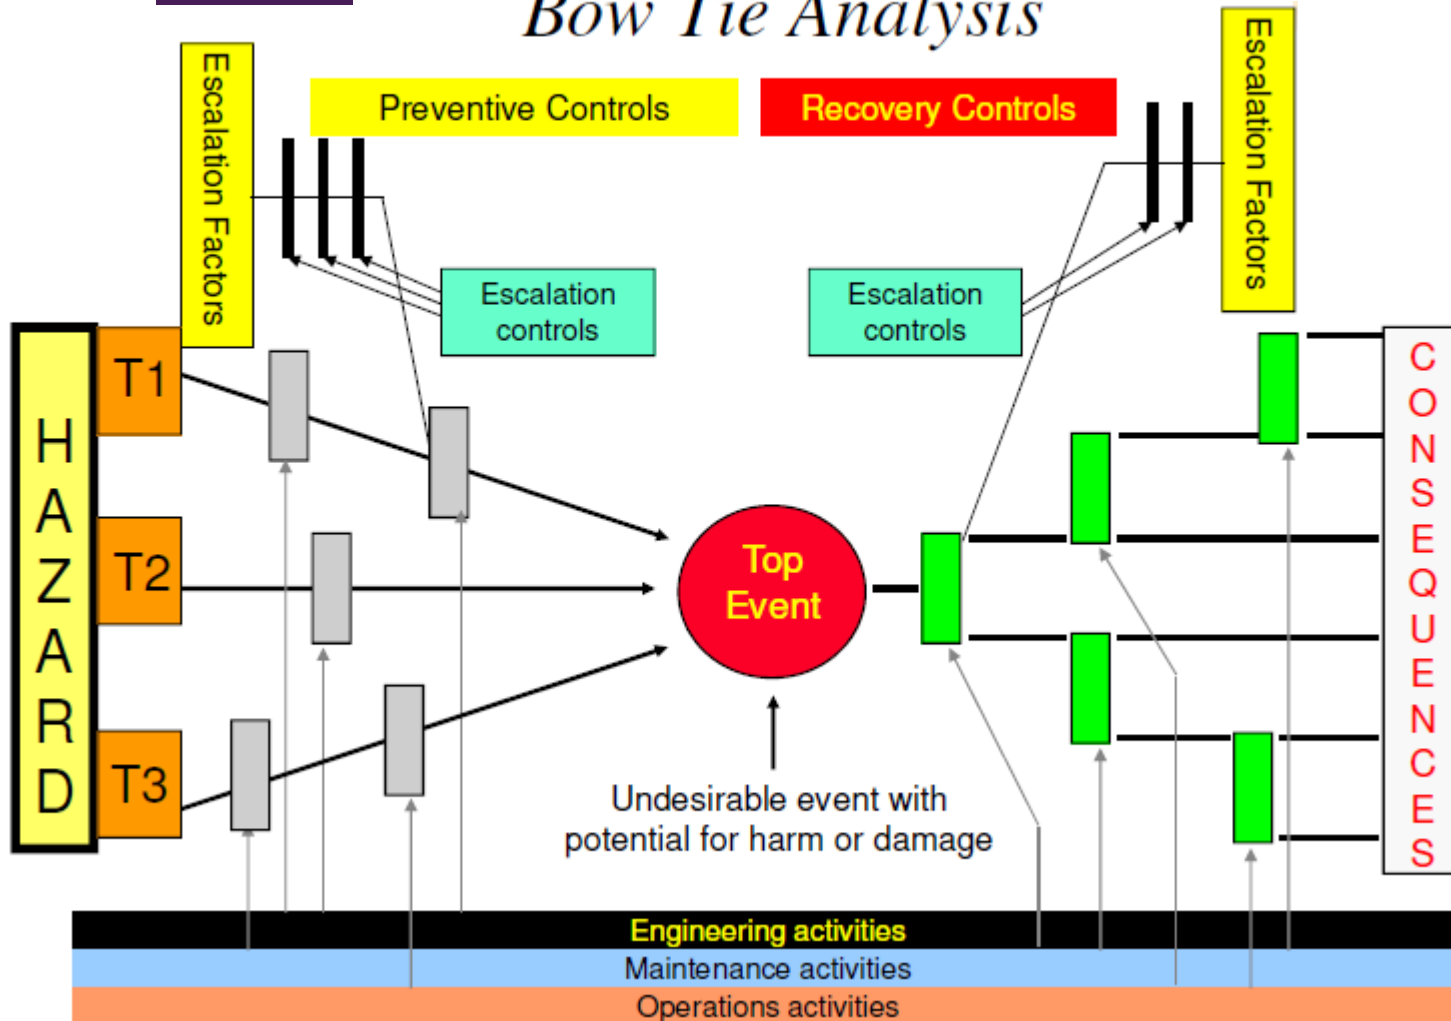 Bow Tie Analysis
Escalation Factors
Preventive Controls
Recovery Controls
Escalation Factors
Escalation
controls
Escalation
controls
HAZARD
T1
T2
T3
Top
Event
CONSEQUENCES
Undesirable event with
potential for harm or damage
Engineering activities
Maintenance activities
Operations activities